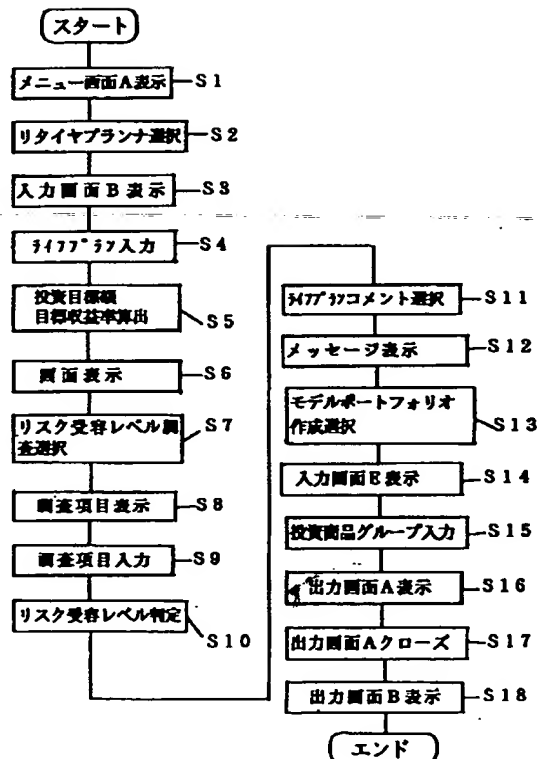 スタート
メニュー画面A表示
S1
リタイヤプランナ選択
S2
入力画面B表示
S3
ﾗｲﾌﾌﾟﾗﾝ入力
S4
投資目標額
目標収益率算出
S5
画面表示
S6
リスク受容レベル調
査選択
S7
調査項目表示
S8
調査項目入力
S9
リスク受容レベル判定
S10
ﾗｲﾌﾌﾟﾗﾝコメント選択
S11
メッセージ表示
S12
モデルポートフォリオ
作成選択
S13
入力画面E表示
S14
投資商品グループ入力
S15
出力画面A表示
S16
出力画面Aクローズ
S17
出力画面B表示
S18
エンド